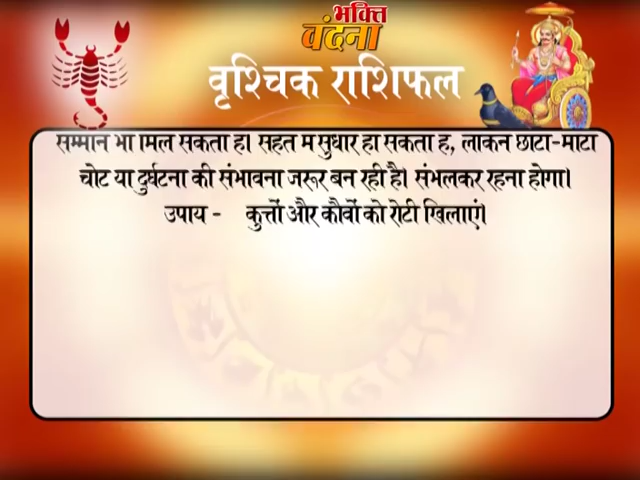 भक्ति
वंदना
वृश्चिक राशिफल
सम्मान भी मिल सकता है। सेहत में सुधार हो सकता है, लेकिन छोटी-मोटी
चोट या दुर्घटना की संभावना जरूर बन रही है। संभलकर रहना होगा।
उपाय - कुत्तों और कौवों को रोटी खिलाएं।